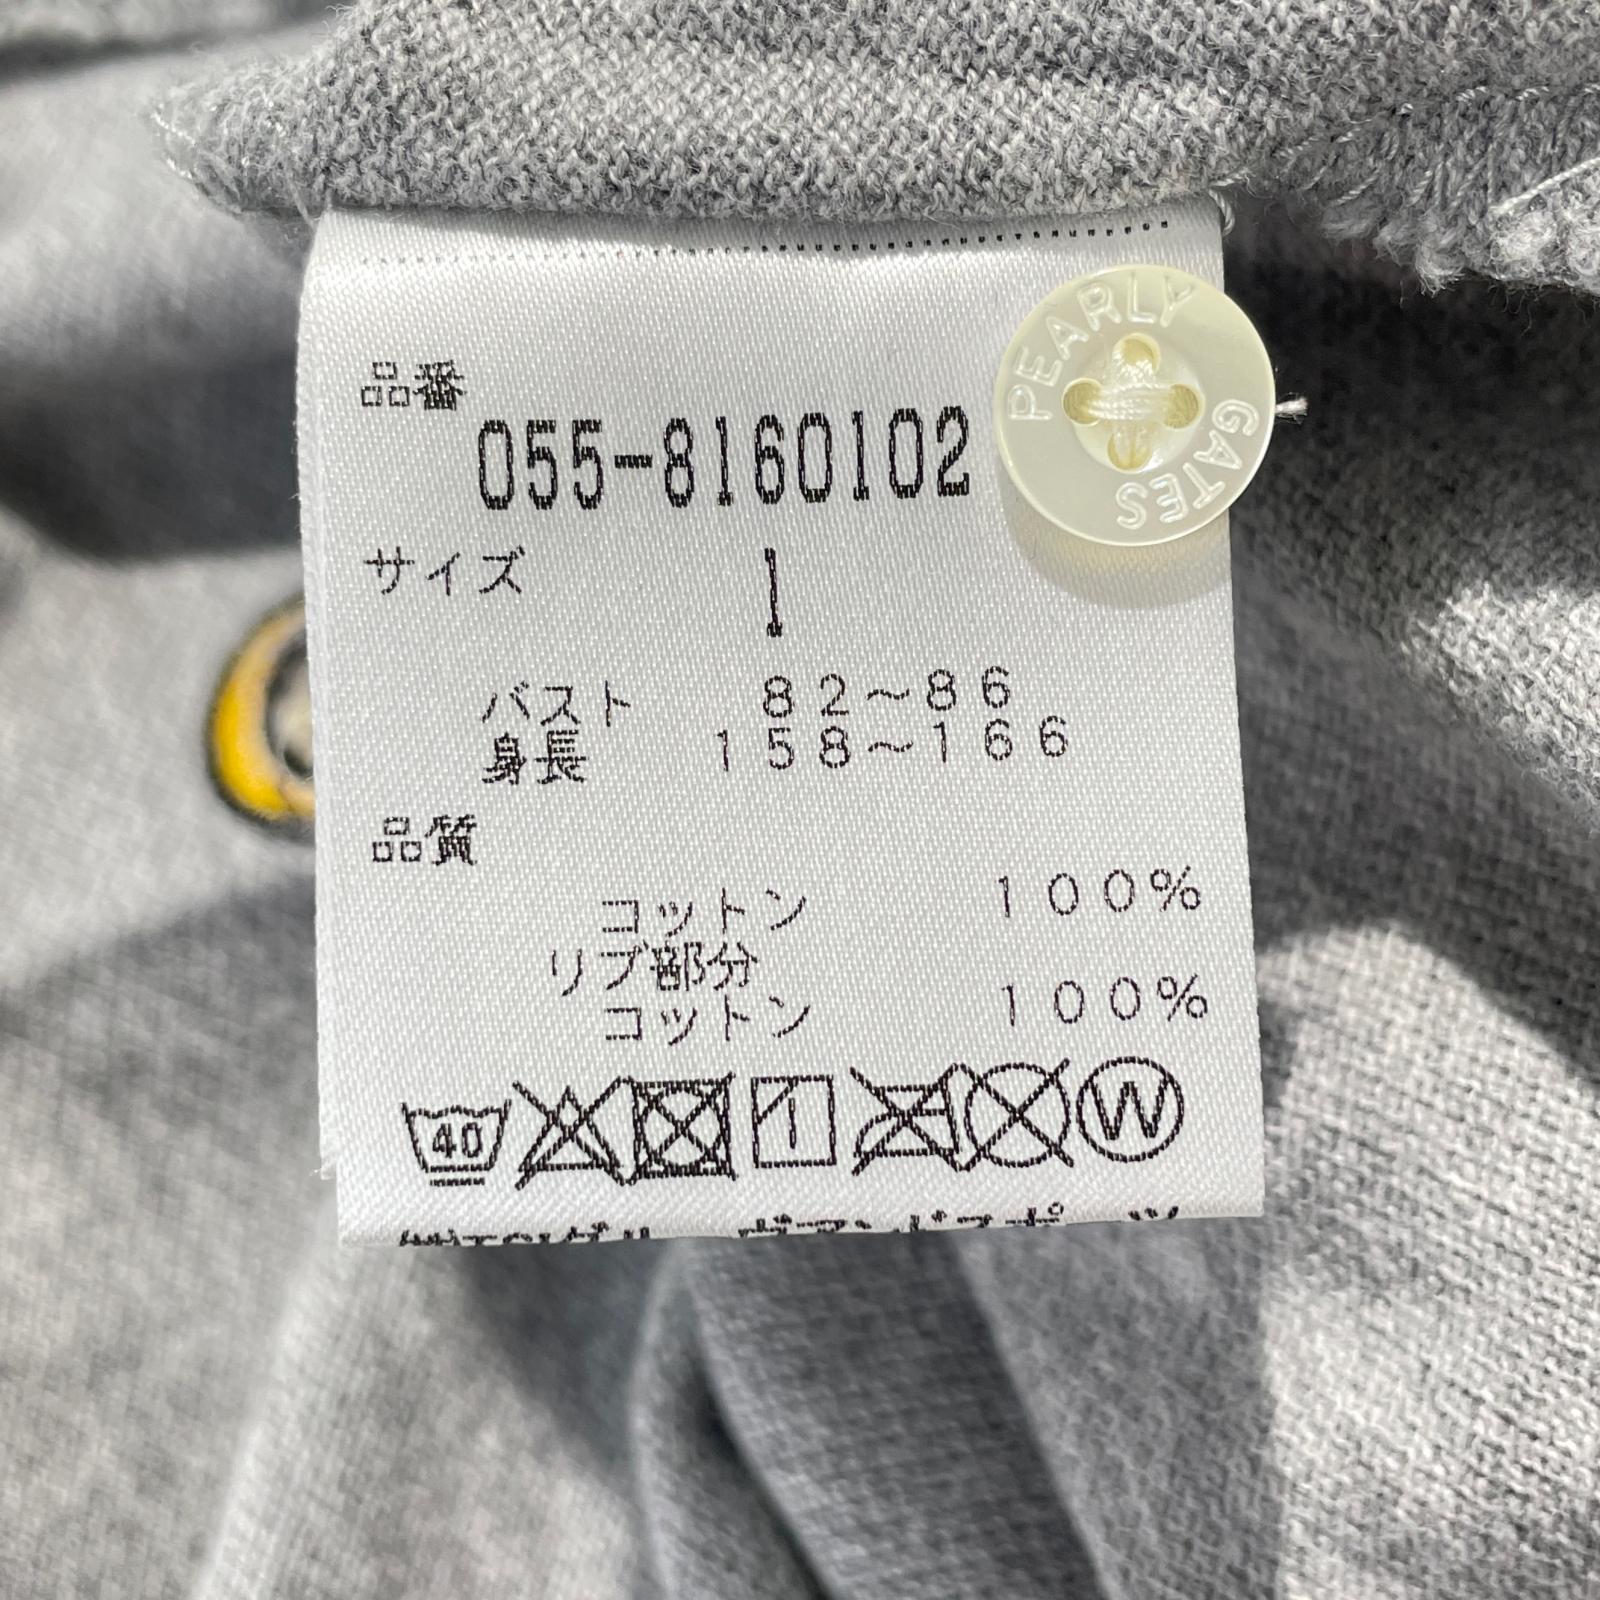 品番
055-8160102
PEARLY GATES
サイズ 1
バスト 82～86
身長 158～166
品質
コットン 100%
リブ部分
コットン 100%
40
W